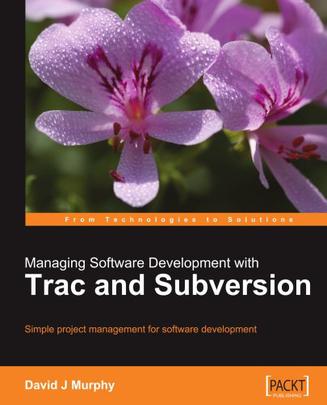 From Technologies to Solutions
Managing Software Development with
Trac and Subversion
Simple project management for software development
David J Murphy
[PACKT]
PUBLISHING